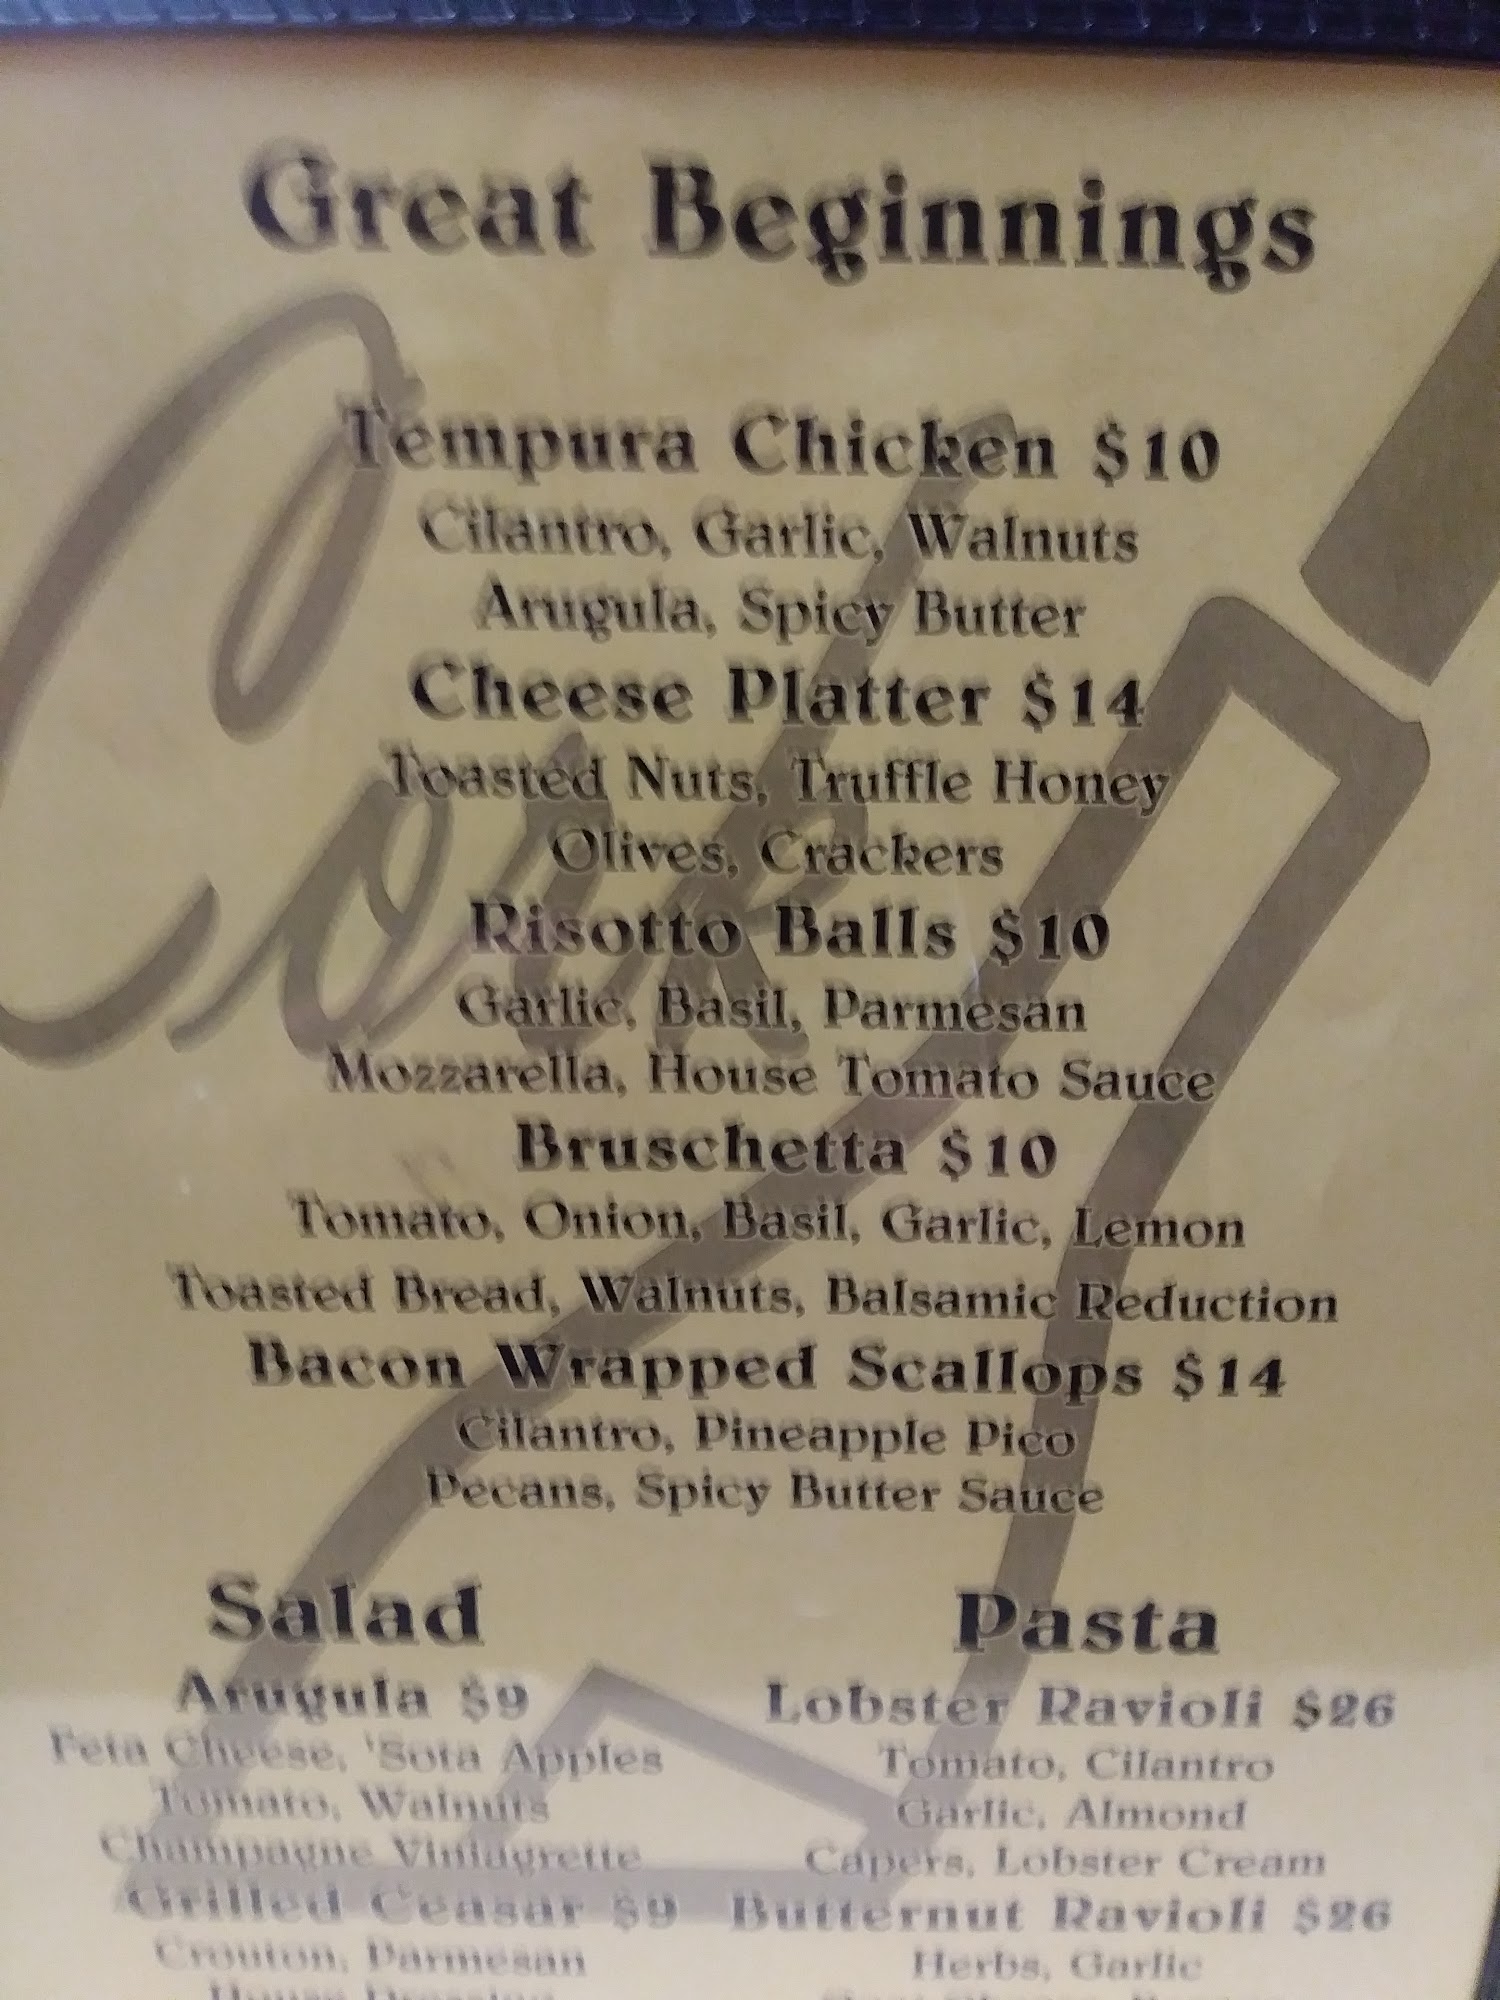 Great Beginnings
Cork
Tempura Chicken $10
Cilantro, Garlic, Walnuts
Arugula, Spicy Butter
Cheese Platter $14
Toasted Nuts, Truffle Honey
Olives, Crackers
Risotto Balls $10
Garlic, Basil, Parmesan
Mozzarella, House Tomato Sauce
Bruschetta $10
Tomato, Onion, Basil, Garlic, Lemon
Toasted Bread, Walnuts, Balsamic Reduction
Bacon Wrapped Scallops $14
Cilantro, Pineapple Pico
Pecans, Spicy Butter Sauce
Salad
Arugula $9
Feta Cheese, 'Sota Apples
Tomato, Walnuts
Champagne Viniagrette
Grilled Ceasar $9
Crouton, Parmesan
House Dressing
Pasta
Lobster Ravioli $26
Tomato, Cilantro
Garlic, Almond
Capers, Lobster Cream
Butternut Ravioli $26
Herbs, Garlic